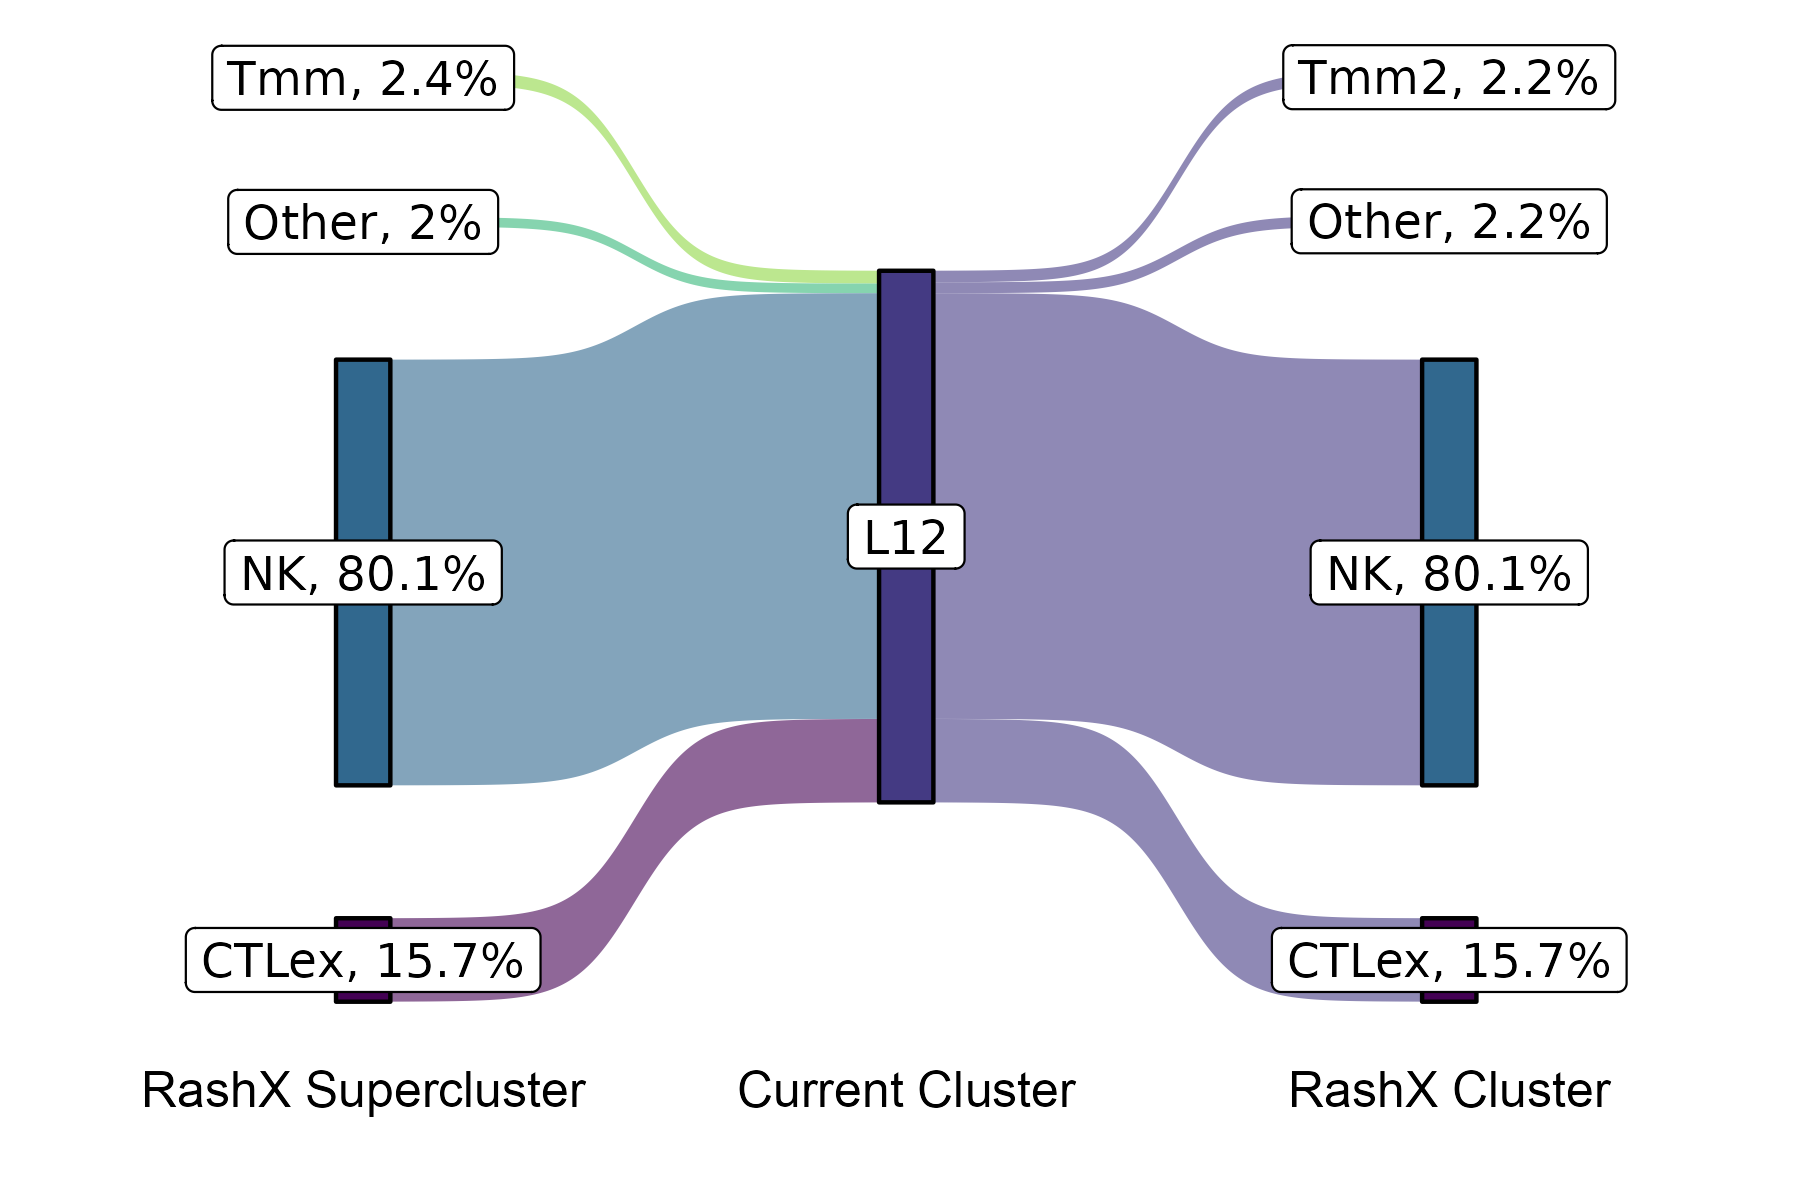 Tmm, 2.4%
Other, 2%
NK, 80.1%
CTLex, 15.7%
L12
Tmm2, 2.2%
Other, 2.2%
NK, 80.1%
CTLex, 15.7%
RashX Supercluster
Current Cluster
RashX Cluster